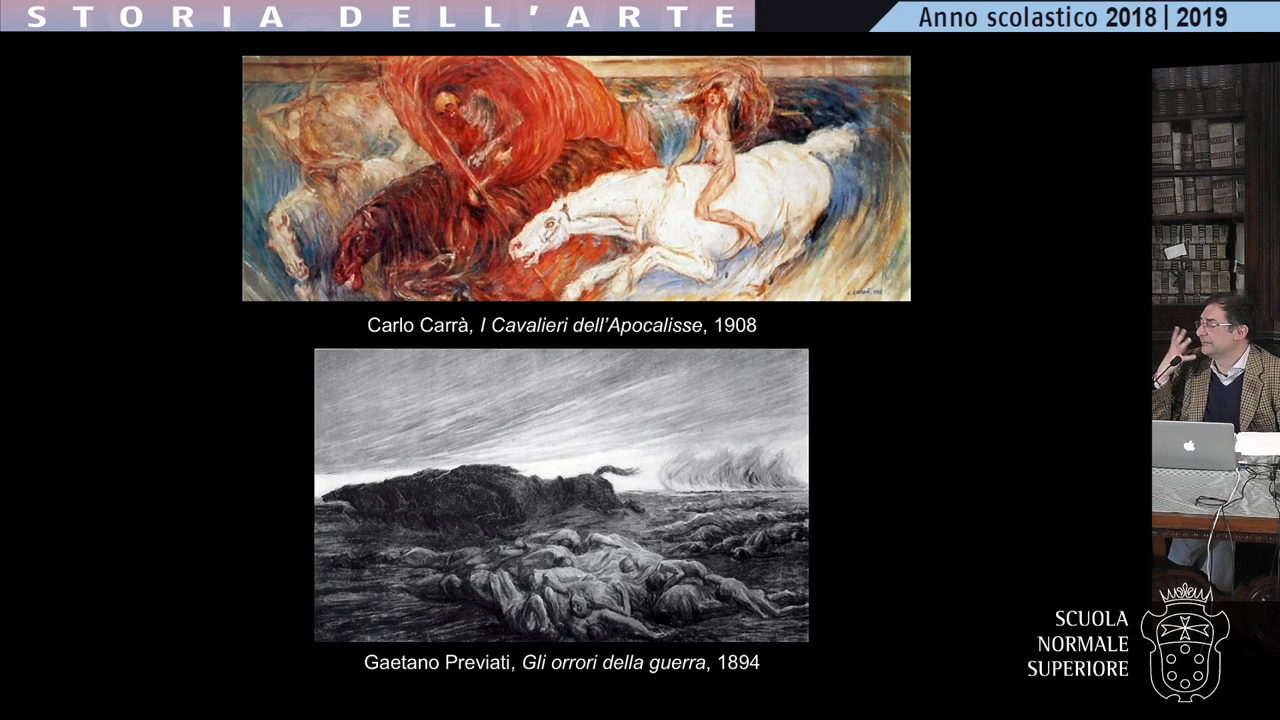 STORIA DELL'ARTE
Anno scolastico 2018|2019
Carlo Carrà, I Cavalieri dell'Apocalisse, 1908
Gaetano Previati, Gli orrori della guerra, 1894
SCUOLA
NORMALE
SUPERIORE